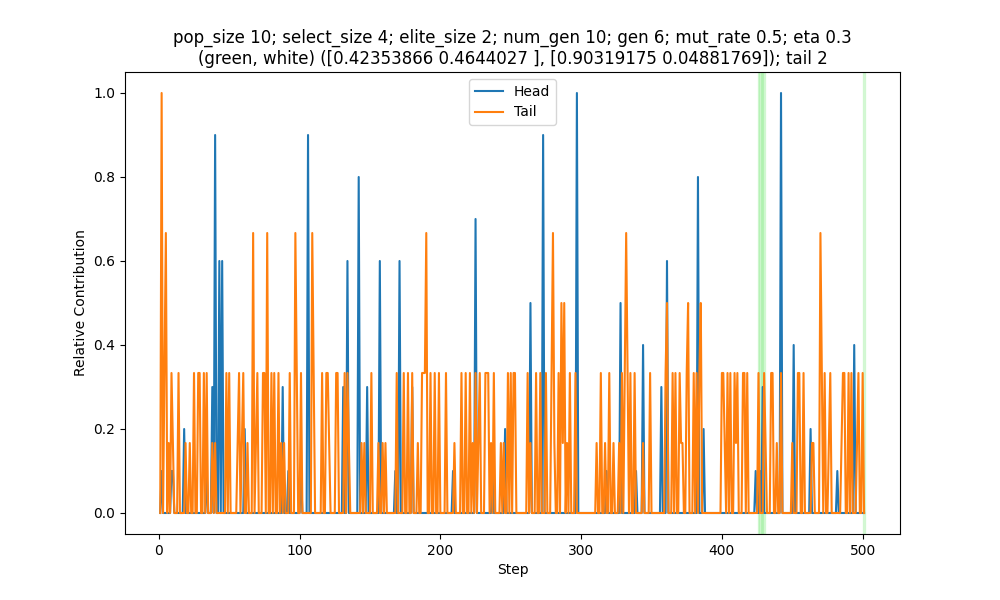 pop_size 10; select_size 4; elite_size 2; num_gen 10; gen 6; mut_rate 0.5; eta 0.3
(green, white) ([0.42353866 0.4644027 ], [0.90319175 0.04881769]); tail 2
Head
Tail
1.0
0.8
0.6
0.4
0.2
0.0
Relative Contribution
0 100 200 300 400 500
Step